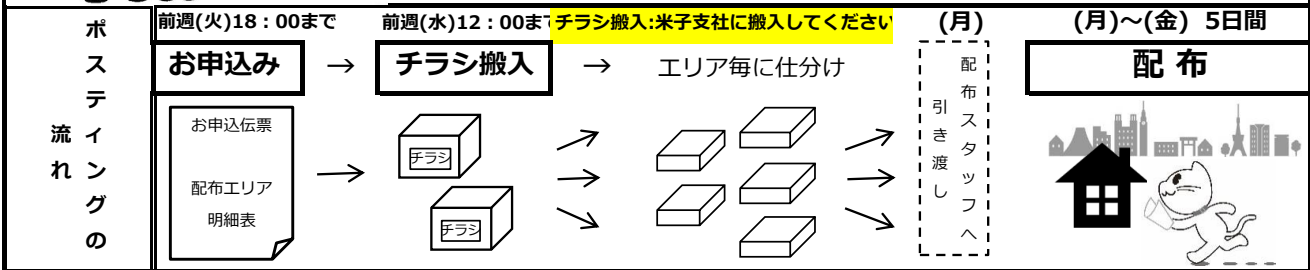 ポスティングの
流れ
前週(火)18：00まで
お申込み
→
前週(水)12：00まで
チラシ搬入
チラシ搬入:米子支社に搬入してください
→
エリア毎に仕分け
(月)
配布スタッフへ
引き渡し
(月)～(金) 5日間
配 布
お申込伝票
配布エリア
明細表
チラシ
チラシ